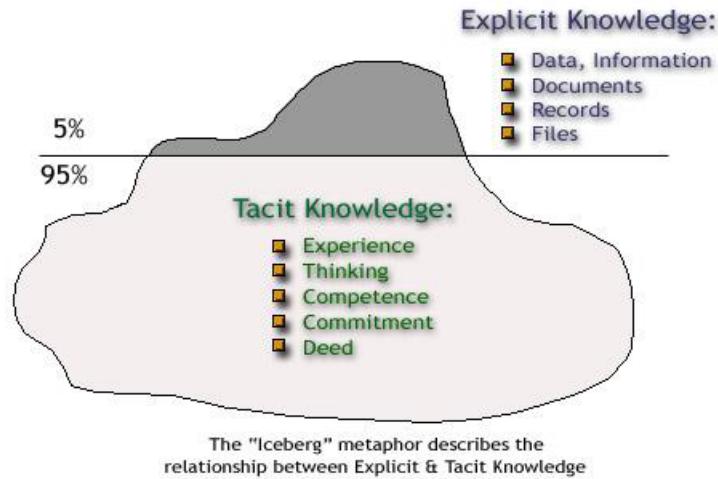 Explicit Knowledge:
Data, Information
Documents
Records
Files
5%
95%
Tacit Knowledge:
Experience
Thinking
Competence
Commitment
Deed
The "Iceberg" metaphor describes the
relationship between Explicit & Tacit Knowledge